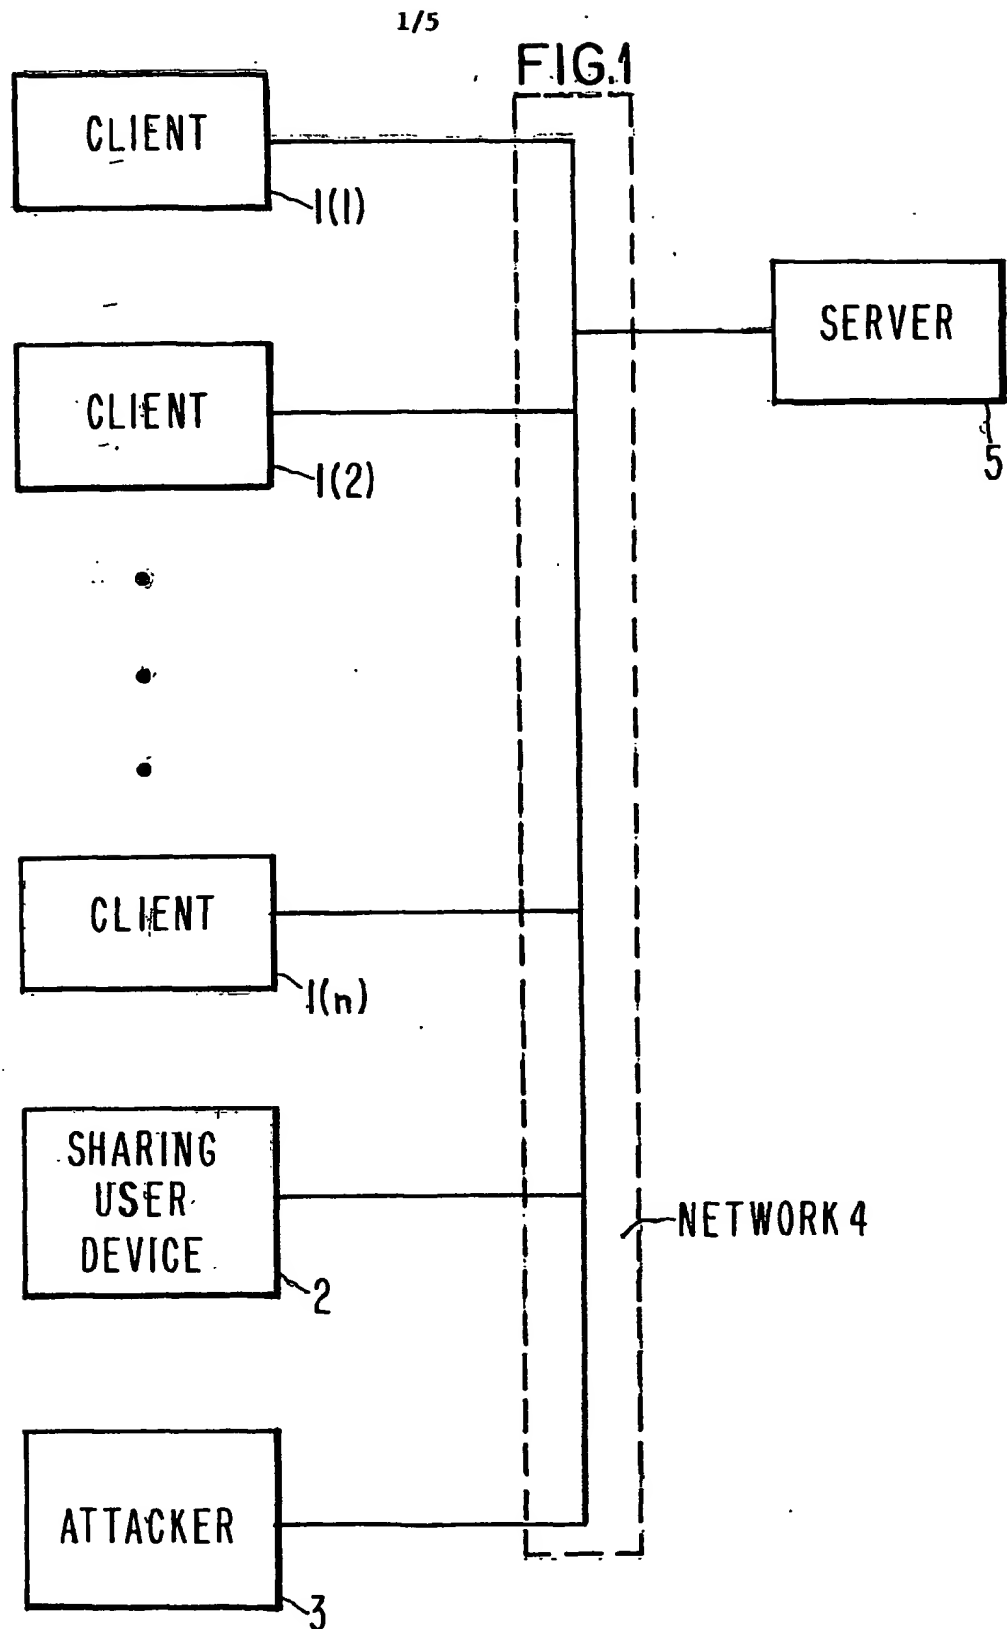 1/5
FIG.1
CLIENT
1(1)
SERVER
5
CLIENT
1(2)
CLIENT
1(n)
SHARING
USER
DEVICE
2
NETWORK 4
ATTACKER
3